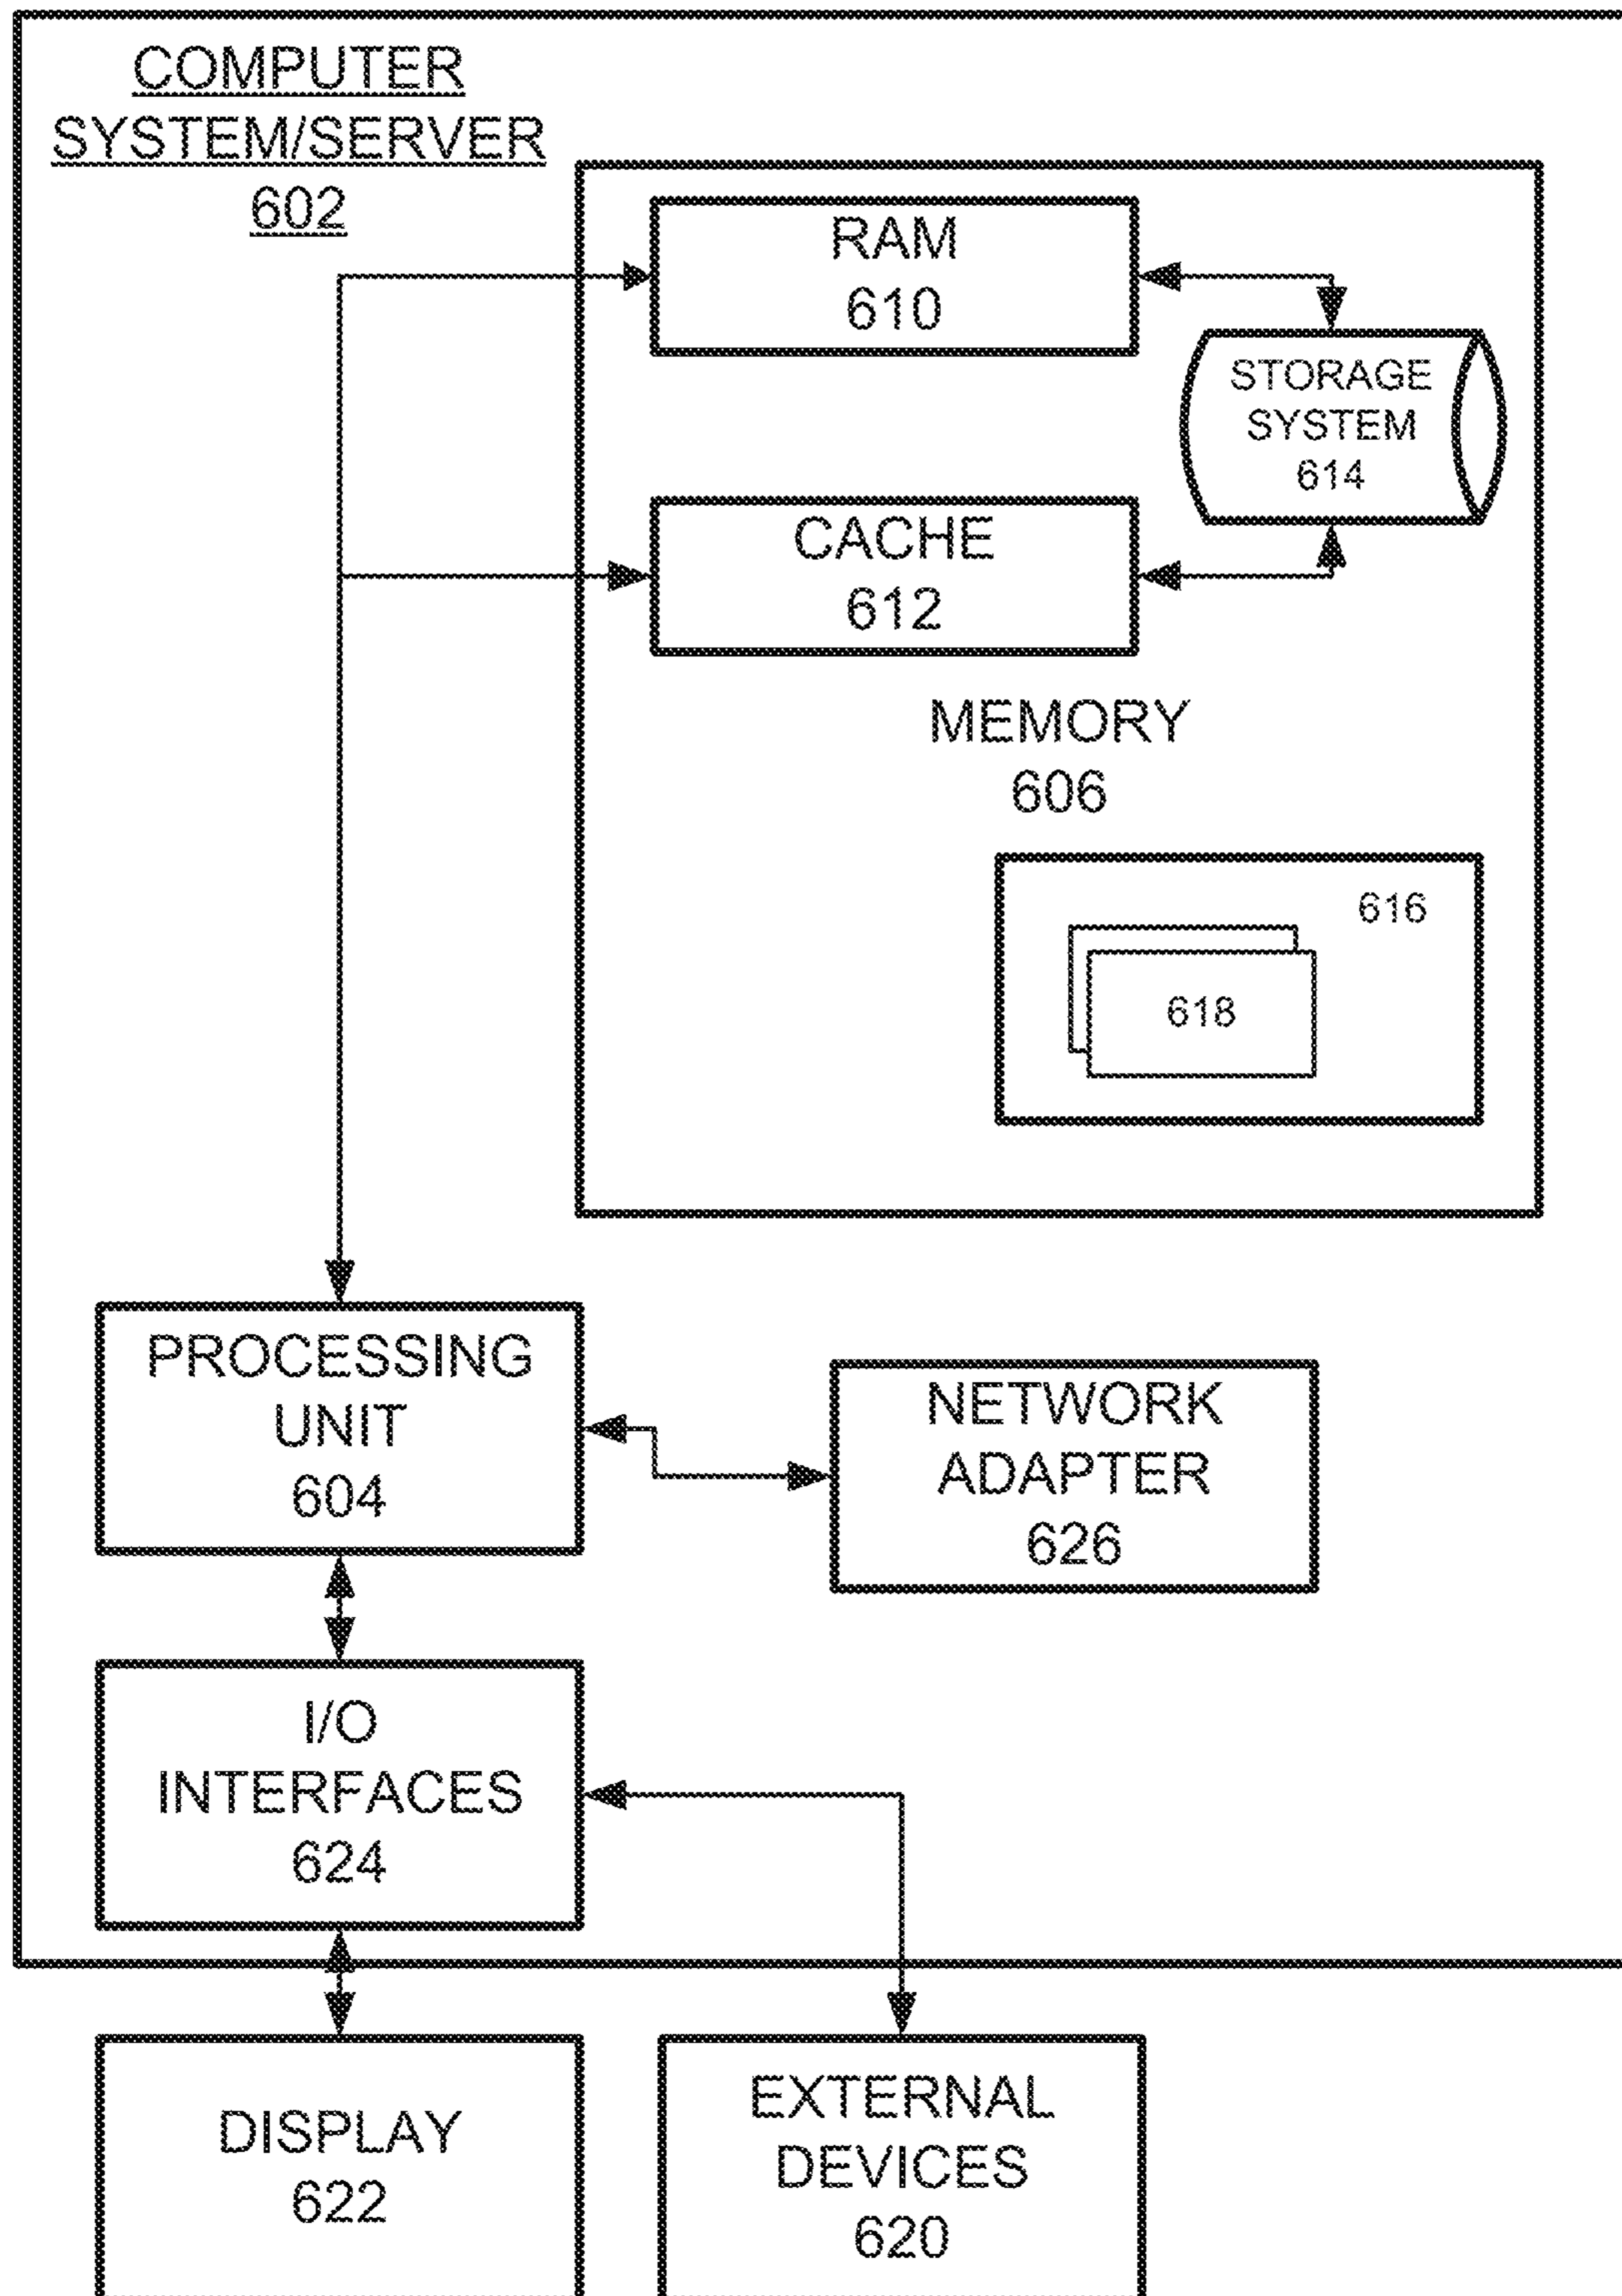 COMPUTER
SYSTEM/SERVER
602
RAM
610
STORAGE
SYSTEM
614
CACHE
612
MEMORY
606
616
618
PROCESSING
UNIT
604
NETWORK
ADAPTER
626
I/O
INTERFACES
624
DISPLAY
622
EXTERNAL
DEVICES
620